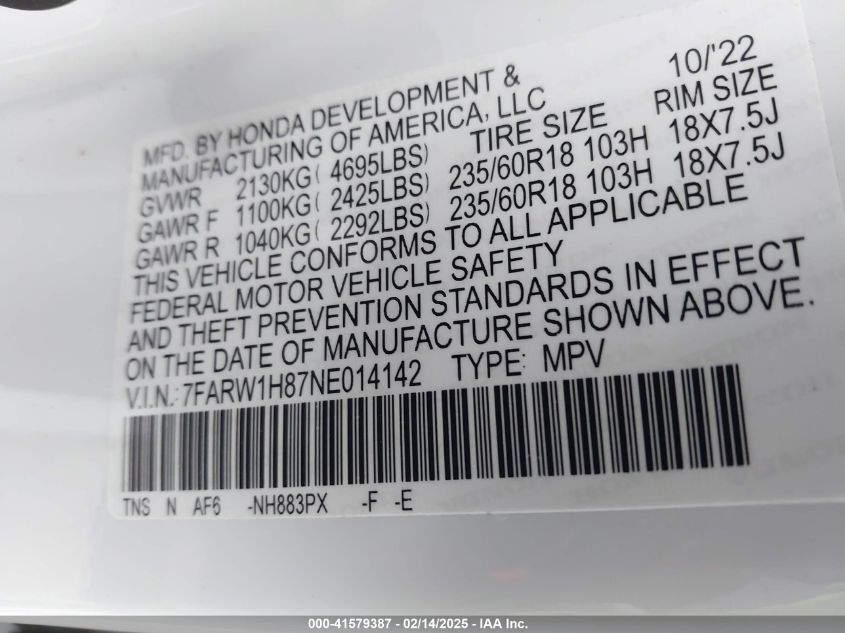 10/'22
MFD. BY HONDA DEVELOPMENT &
MANUFACTURING OF AMERICA, LLC
TIRE SIZE RIM SIZE
GVWR 2130KG( 4695LBS)
GAWR F 1100KG( 2425LBS) 235/60R18 103H 18X7.5J
GAWR R 1040KG( 2292LBS) 235/60R18 103H 18X7.5J
THIS VEHICLE CONFORMS TO ALL APPLICABLE
FEDERAL MOTOR VEHICLE SAFETY
AND THEFT PREVENTION STANDARDS IN EFFECT
ON THE DATE OF MANUFACTURE SHOWN ABOVE.
V.I.N.: 7FARW1H87NE014142 TYPE: MPV
TNS N AF6 -NH883PX -F -E
000-41579387 - 02/14/2025 - IAA Inc.